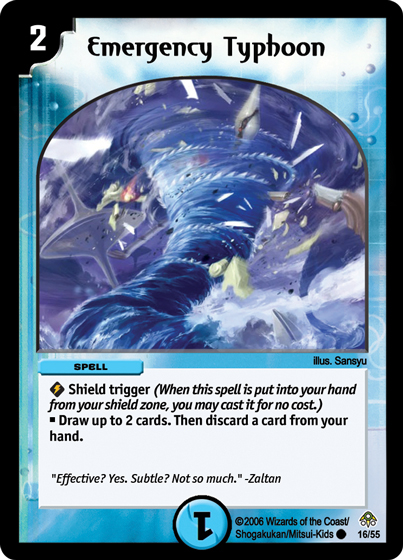 2
Emergency Typhoon
illus. Sansyu
SPELL
Shield trigger (When this spell is put into your hand
from your shield zone, you may cast it for no cost.)
▪ Draw up to 2 cards. Then discard a card from your
hand.
"Effective? Yes. Subtle? Not so much." -Zaltan
1
©2006 Wizards of the Coast/
Shogakukan/Mitsui-Kids ● 16/55